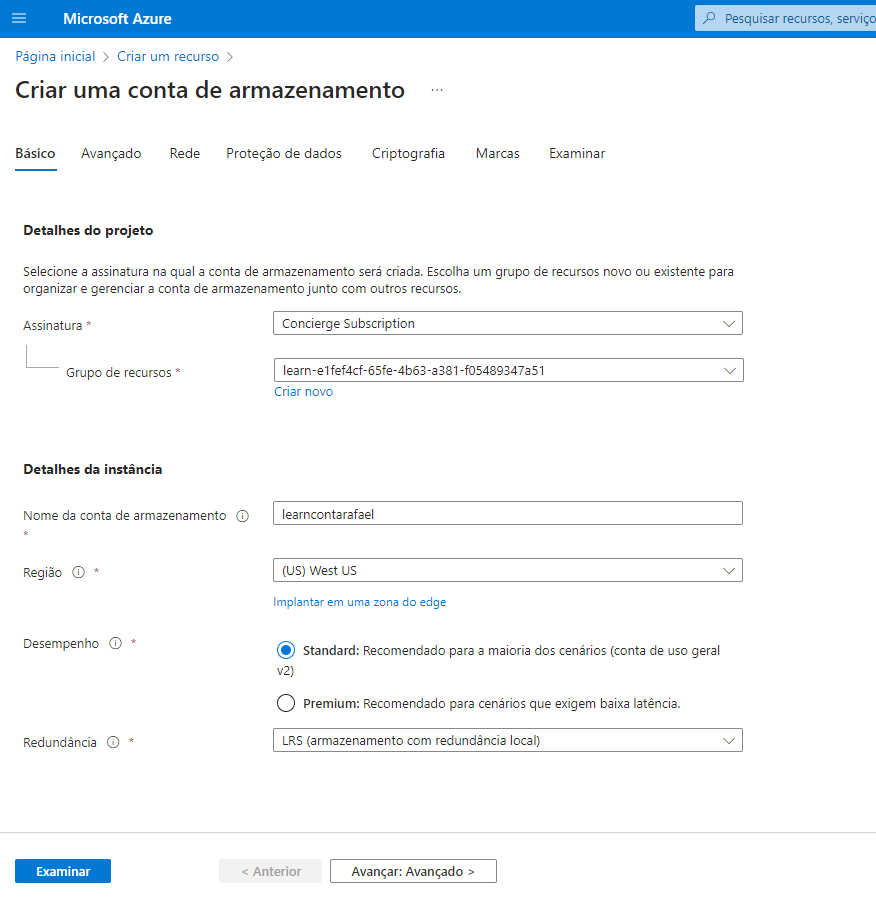 Microsoft Azure
Pesquisar recursos, serviço
Página inicial > Criar um recurso >
Criar uma conta de armazenamento ...
Básico Avançado Rede Proteção de dados Criptografia Marcas Examinar
Detalhes do projeto
Selecione a assinatura na qual a conta de armazenamento será criada. Escolha um grupo de recursos novo ou existente para
organizar e gerenciar a conta de armazenamento junto com outros recursos.
Assinatura *
Concierge Subscription
Grupo de recursos *
learn-e1fef4cf-65fe-4b63-a381-f05489347a51
Criar novo
Detalhes da instância
Nome da conta de armazenamento
*
learncontarafael
Região *
(US) West US
Implantar em uma zona do edge
Desempenho *
Standard: Recomendado para a maioria dos cenários (conta de uso geral
v2)
Premium: Recomendado para cenários que exigem baixa latência.
Redundância *
LRS (armazenamento com redundância local)
Examinar
< Anterior
Avançar: Avançado >